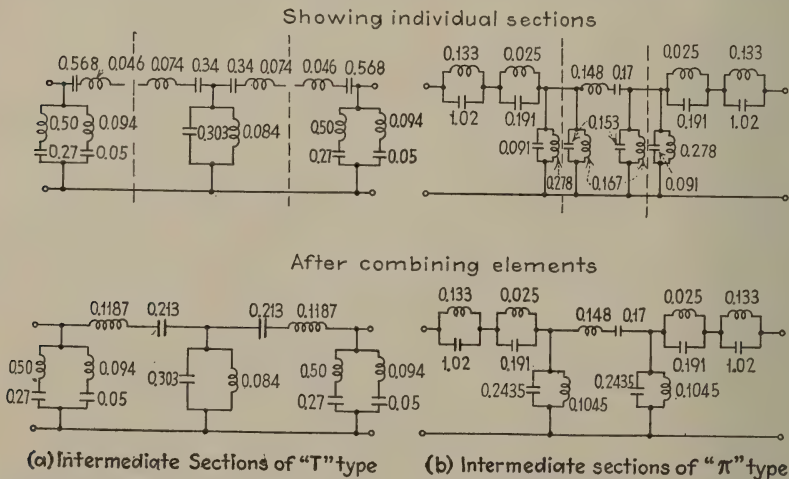 Showing individual sections
0.568 0.046 0.074 0.34 0.34 0.074 0.046 0.568
0.50 0.094 0.303 0.084 0.50 0.094
0.27 0.05 0.27 0.05
0.133 0.025 0.148 0.17 0.025 0.133
1.02 0.191 0.191 1.02
0.091 0.153 0.278
0.278 0.167 0.091
After combining elements
0.1187 0.213 0.213 0.1187
0.50 0.094 0.303 0.084 0.50 0.094
0.27 0.05 0.27 0.05
0.133 0.025 0.148 0.17 0.025 0.133
1.02 0.191 0.191 1.02
0.2435 0.1045 0.2435 0.1045
(a) Intermediate Sections of "T" type
(b) Intermediate sections of "π" type